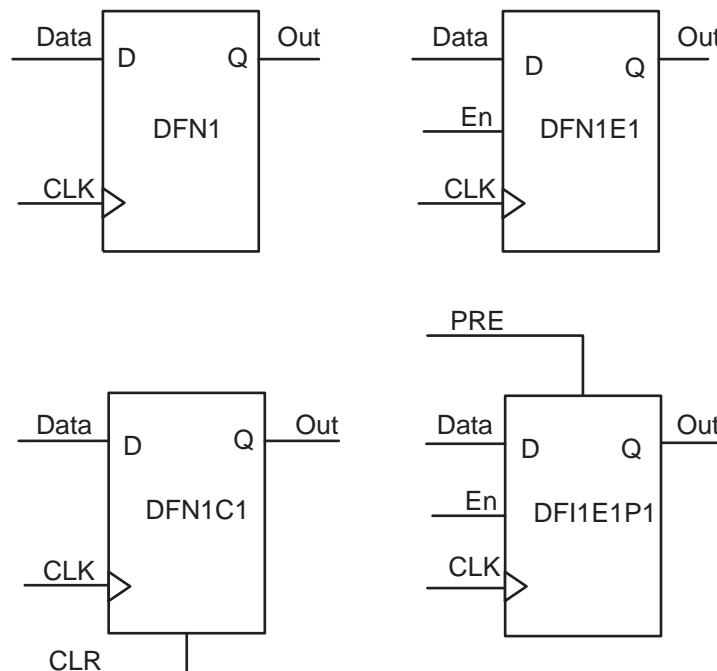 Data
D
Q
Out
DFN1
CLK
Data
D
Q
Out
En
DFN1E1
CLK
Data
D
Q
Out
DFN1C1
CLK
CLR
PRE
Data
D
Q
Out
En
DFI1E1P1
CLK